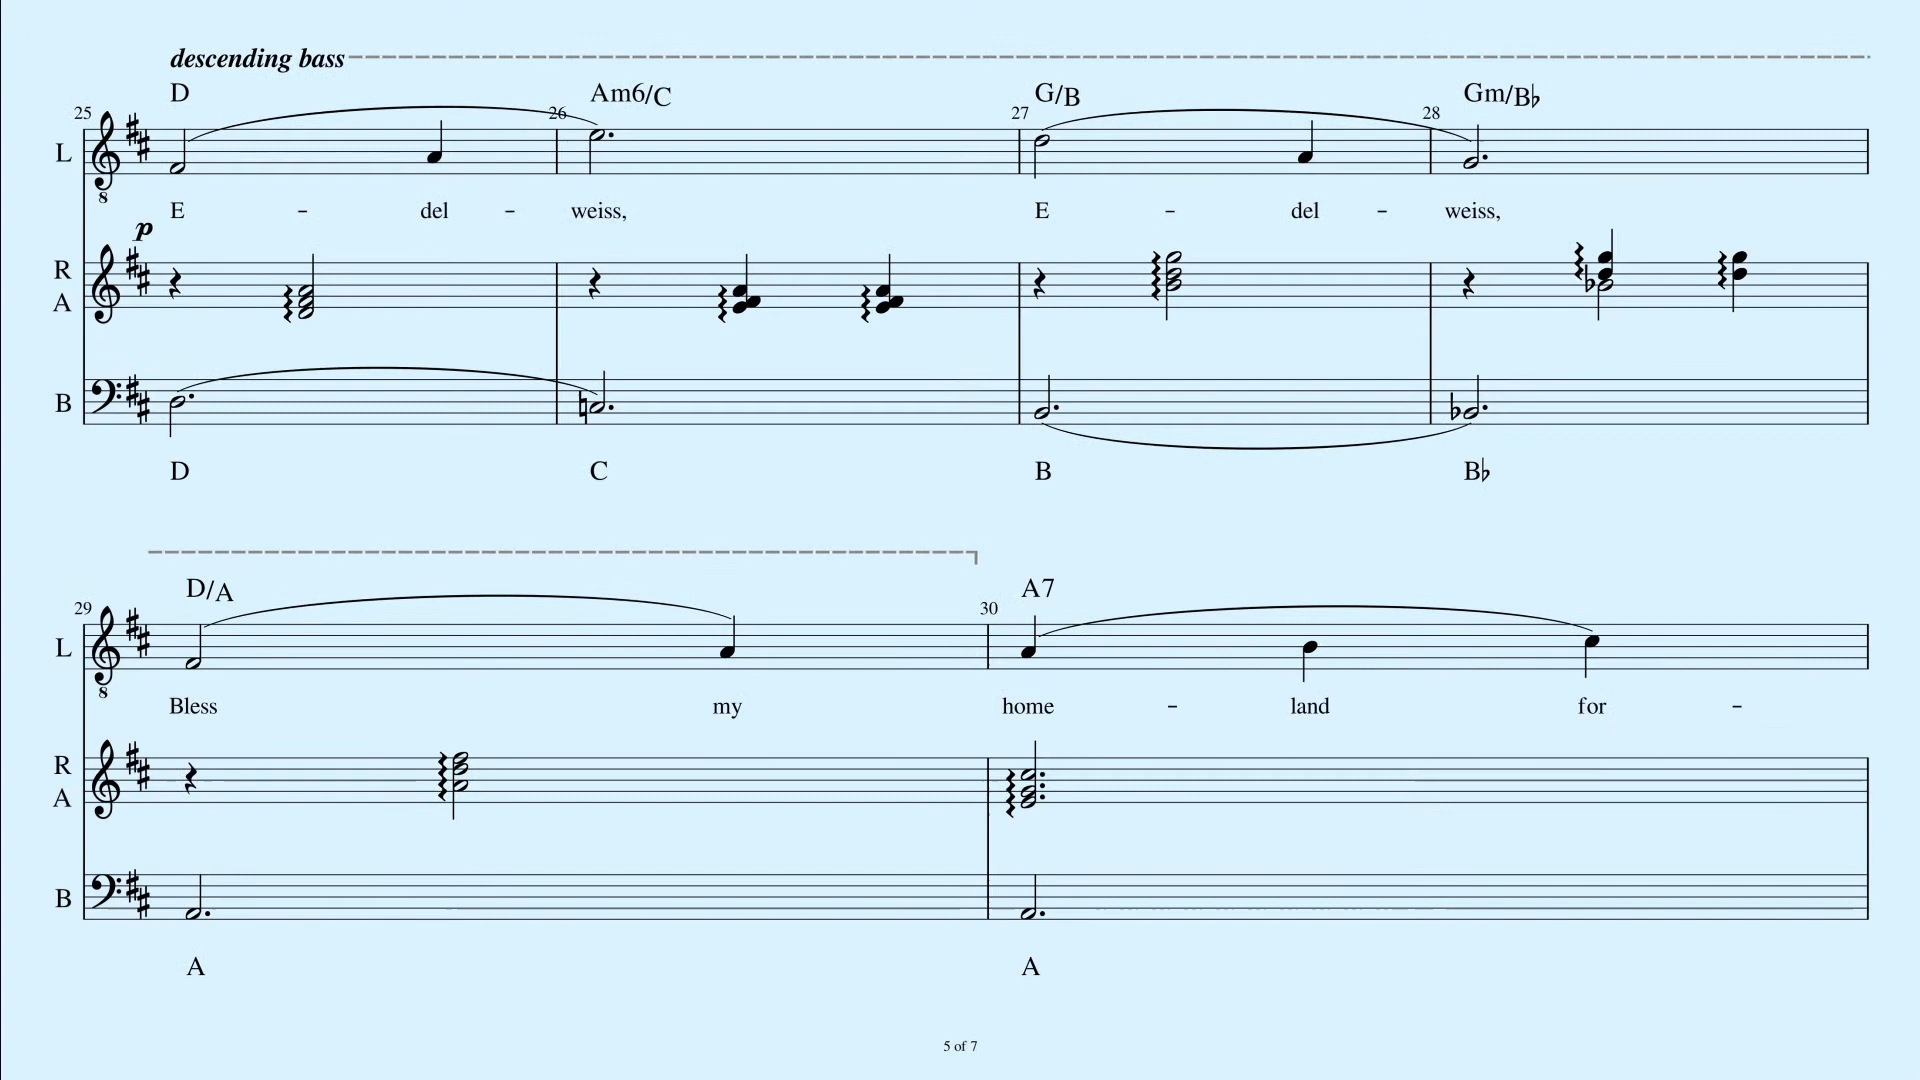 descending bass
D Am6/C G/B Gm/B♭
25 26 27 28
L
E - del - weiss, E - del - weiss,
p
R
A
B
D C B B♭
D/A A7
29 30
L
Bless my home - land for -
R
A
B
A A
5 of 7